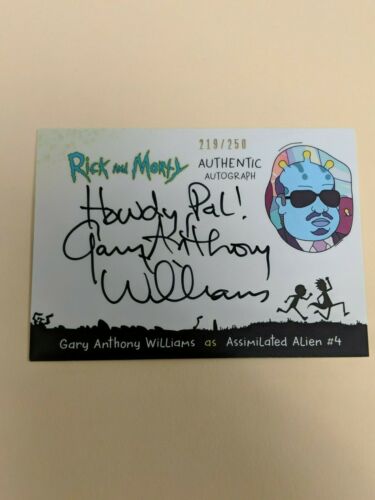 219/250
Rick and Morty
AUTHENTIC
AUTOGRAPH
Howdy Pal!
Gary Anthony
Williams
Gary Anthony Williams as Assimilated Alien #4